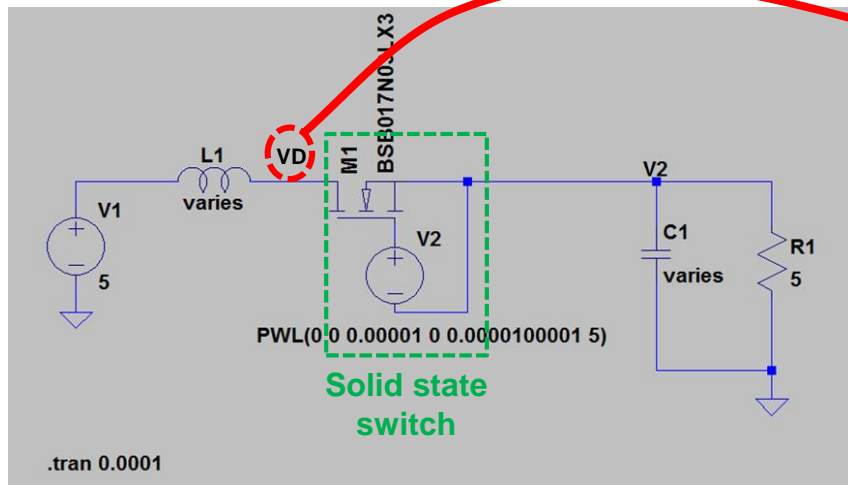 BSB017N03LX3
M1
L1
VD
varies
V1
5
V2
V2
C1
varies
R1
5
PWL(0 0 0.00001 0 0.0000100001 5)
Solid state
switch
.tran 0.0001